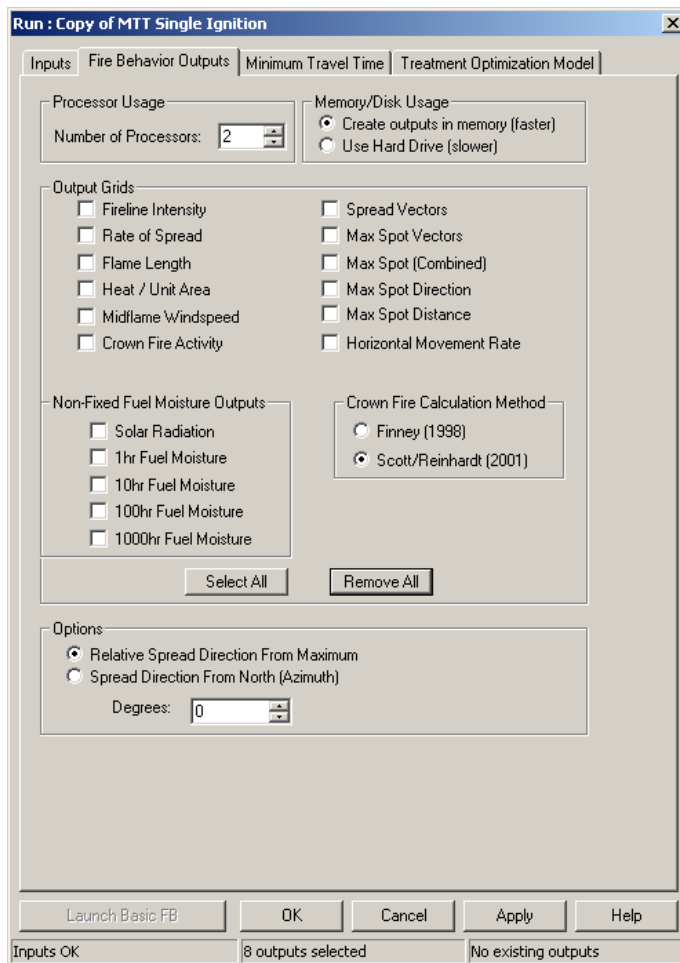 Run : Copy of MTT Single Ignition
Inputs
Fire Behavior Outputs
Minimum Travel Time
Treatment Optimization Model
Processor Usage
Number of Processors: 2
Memory/Disk Usage
Create outputs in memory (faster)
Use Hard Drive (slower)
Output Grids
Fireline Intensity
Rate of Spread
Flame Length
Heat / Unit Area
Midflame Windspeed
Crown Fire Activity
Spread Vectors
Max Spot Vectors
Max Spot (Combined)
Max Spot Direction
Max Spot Distance
Horizontal Movement Rate
Non-Fixed Fuel Moisture Outputs
Solar Radiation
1hr Fuel Moisture
10hr Fuel Moisture
100hr Fuel Moisture
1000hr Fuel Moisture
Crown Fire Calculation Method
Finney (1998)
Scott/Reinhardt (2001)
Select All
Remove All
Options
Relative Spread Direction From Maximum
Spread Direction From North (Azimuth)
Degrees: 0
Launch Basic FB
OK
Cancel
Apply
Help
Inputs OK
8 outputs selected
No existing outputs